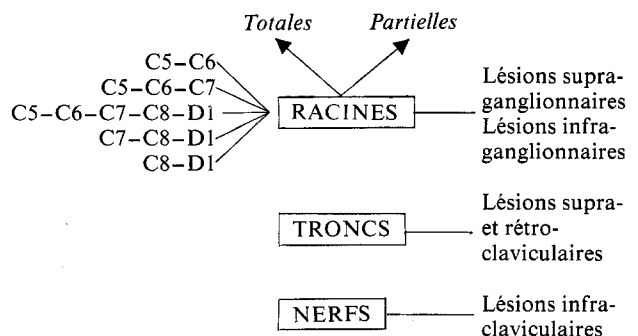 Totales
Partielles
C5-C6
C5-C6-C7
C5-C6-C7-C8-D1
C7-C8-D1
C8-D1
RACINES
Lésions supra-
ganglionnaires
Lésions infra-
ganglionnaires
TRONCS
Lésions supra-
et rétro-
claviculaires
NERFS
Lésions infra-
claviculaires